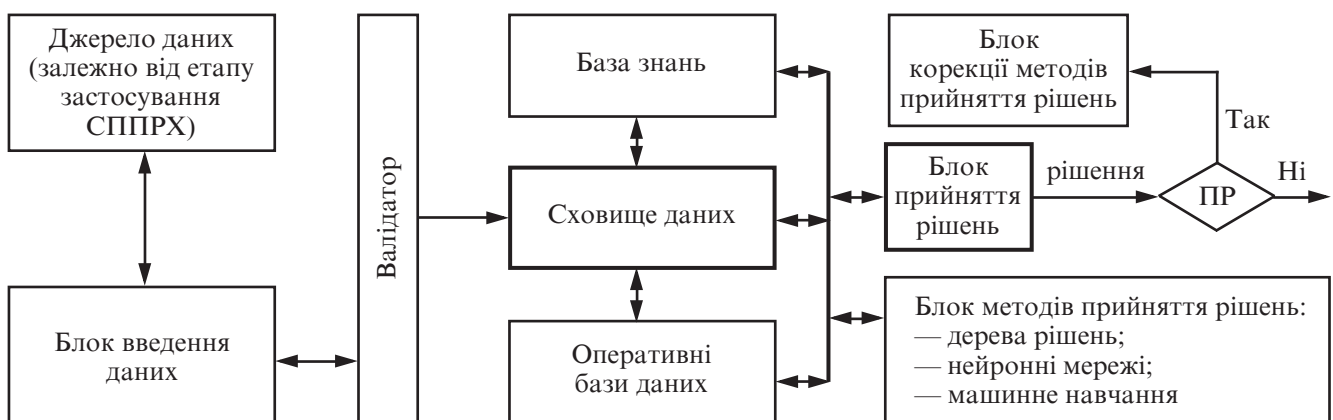 Джерело даних
(залежно від етапу
застосування
СППРХ)
Блок введення
даних
Валідатор
База знань
Сховище даних
Оперативні
бази даних
Блок
корекції методів
прийняття рішень
Так
Блок
прийняття
рішень
рішення
ПР
Ні
Блок методів прийняття рішень:
— дерева рішень;
— нейронні мережі;
— машинне навчання